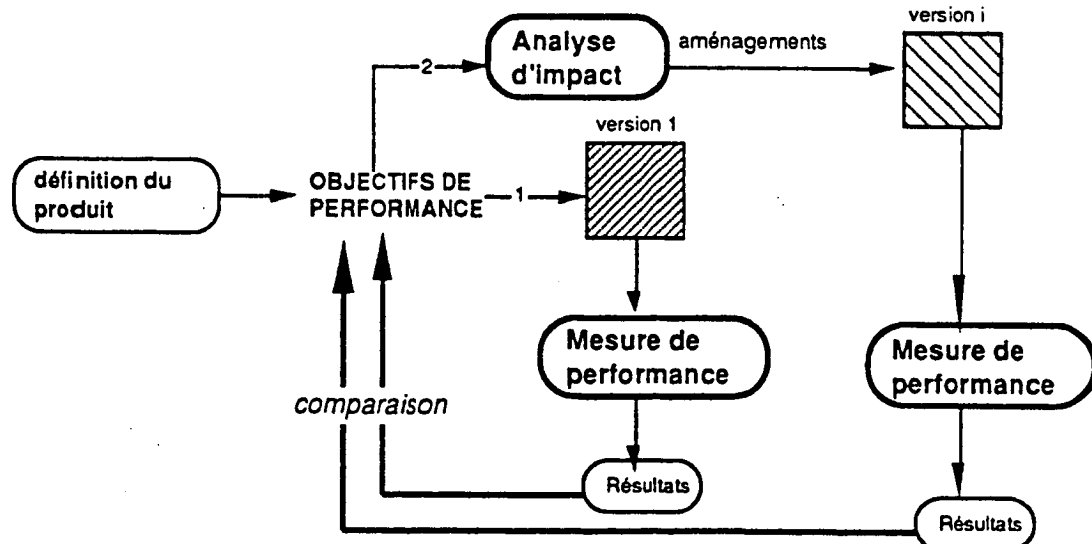 version i
Analyse
d'impact
aménagements
2
version 1
définition du
produit
OBJECTIFS DE
PERFORMANCE
1
Mesure de
performance
Mesure de
performance
comparaison
Résultats
Résultats